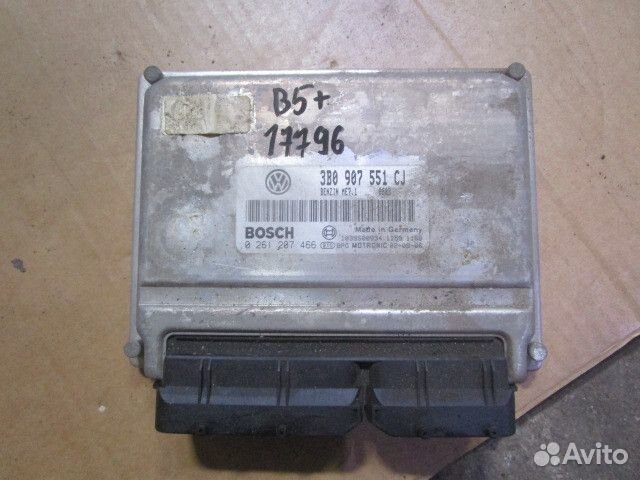 B5+
17796
3B0 907 551 CJ
BENZIN ME7.1
BOSCH
Made in Germany
0 261 207 466
BPC MOTRONIC
Avito